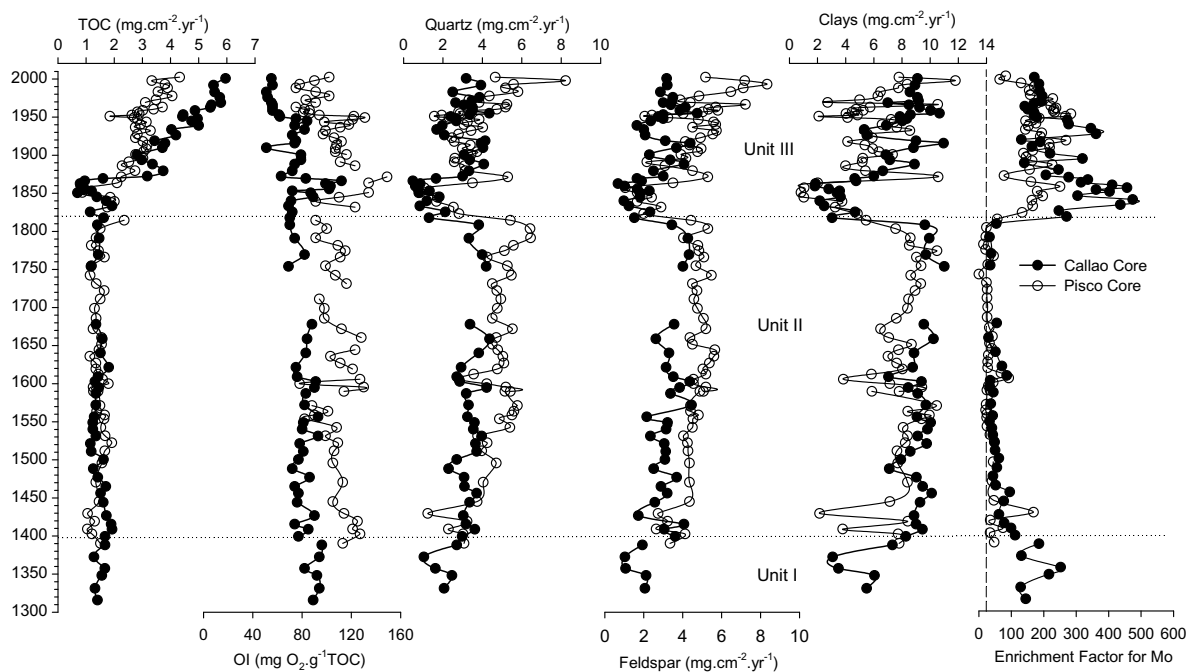 TOC (mg.cm⁻².yr⁻¹)
Quartz (mg.cm⁻².yr⁻¹)
Clays (mg.cm⁻².yr⁻¹)
0 1 2 3 4 5 6 7
0 2 4 6 8 10
0 2 4 6 8 10 12 14
2000
1950
1900
1850
1800
1750
1700
1650
1600
1550
1500
1450
1400
1350
1300
Unit III
Callao Core
Pisco Core
Unit II
Unit I
0 40 80 120 160
0 2 4 6 8 10
0 100 200 300 400 500 600
OI (mg O₂.g⁻¹TOC)
Feldspar (mg.cm⁻².yr⁻¹)
Enrichment Factor for Mo